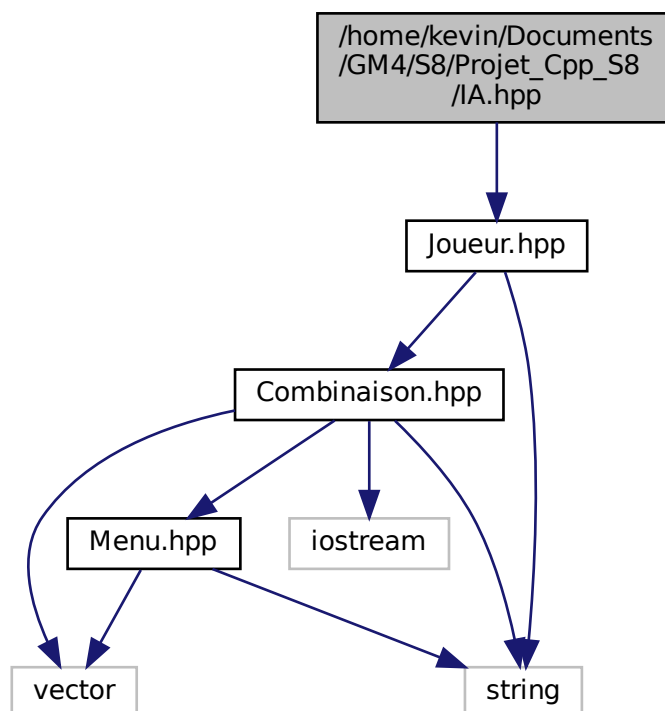 /home/kevin/Documents
/GM4/S8/Projet_Cpp_S8
/IA.hpp
Joueur.hpp
Combinaison.hpp
Menu.hpp
iostream
vector
string